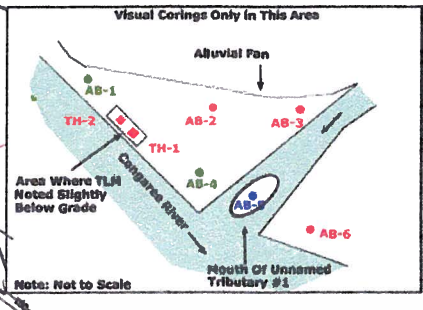 Visual Corings Only in This Area
Alluvial Fan
AB-1
TH-2
AB-2
AB-3
TH-1
AB-4
Area Where TLM
Noted Slightly
Below Grade
Congaree River
AB-5
AB-6
Mouth Of Unnamed
Tributary #1
Note: Not to Scale